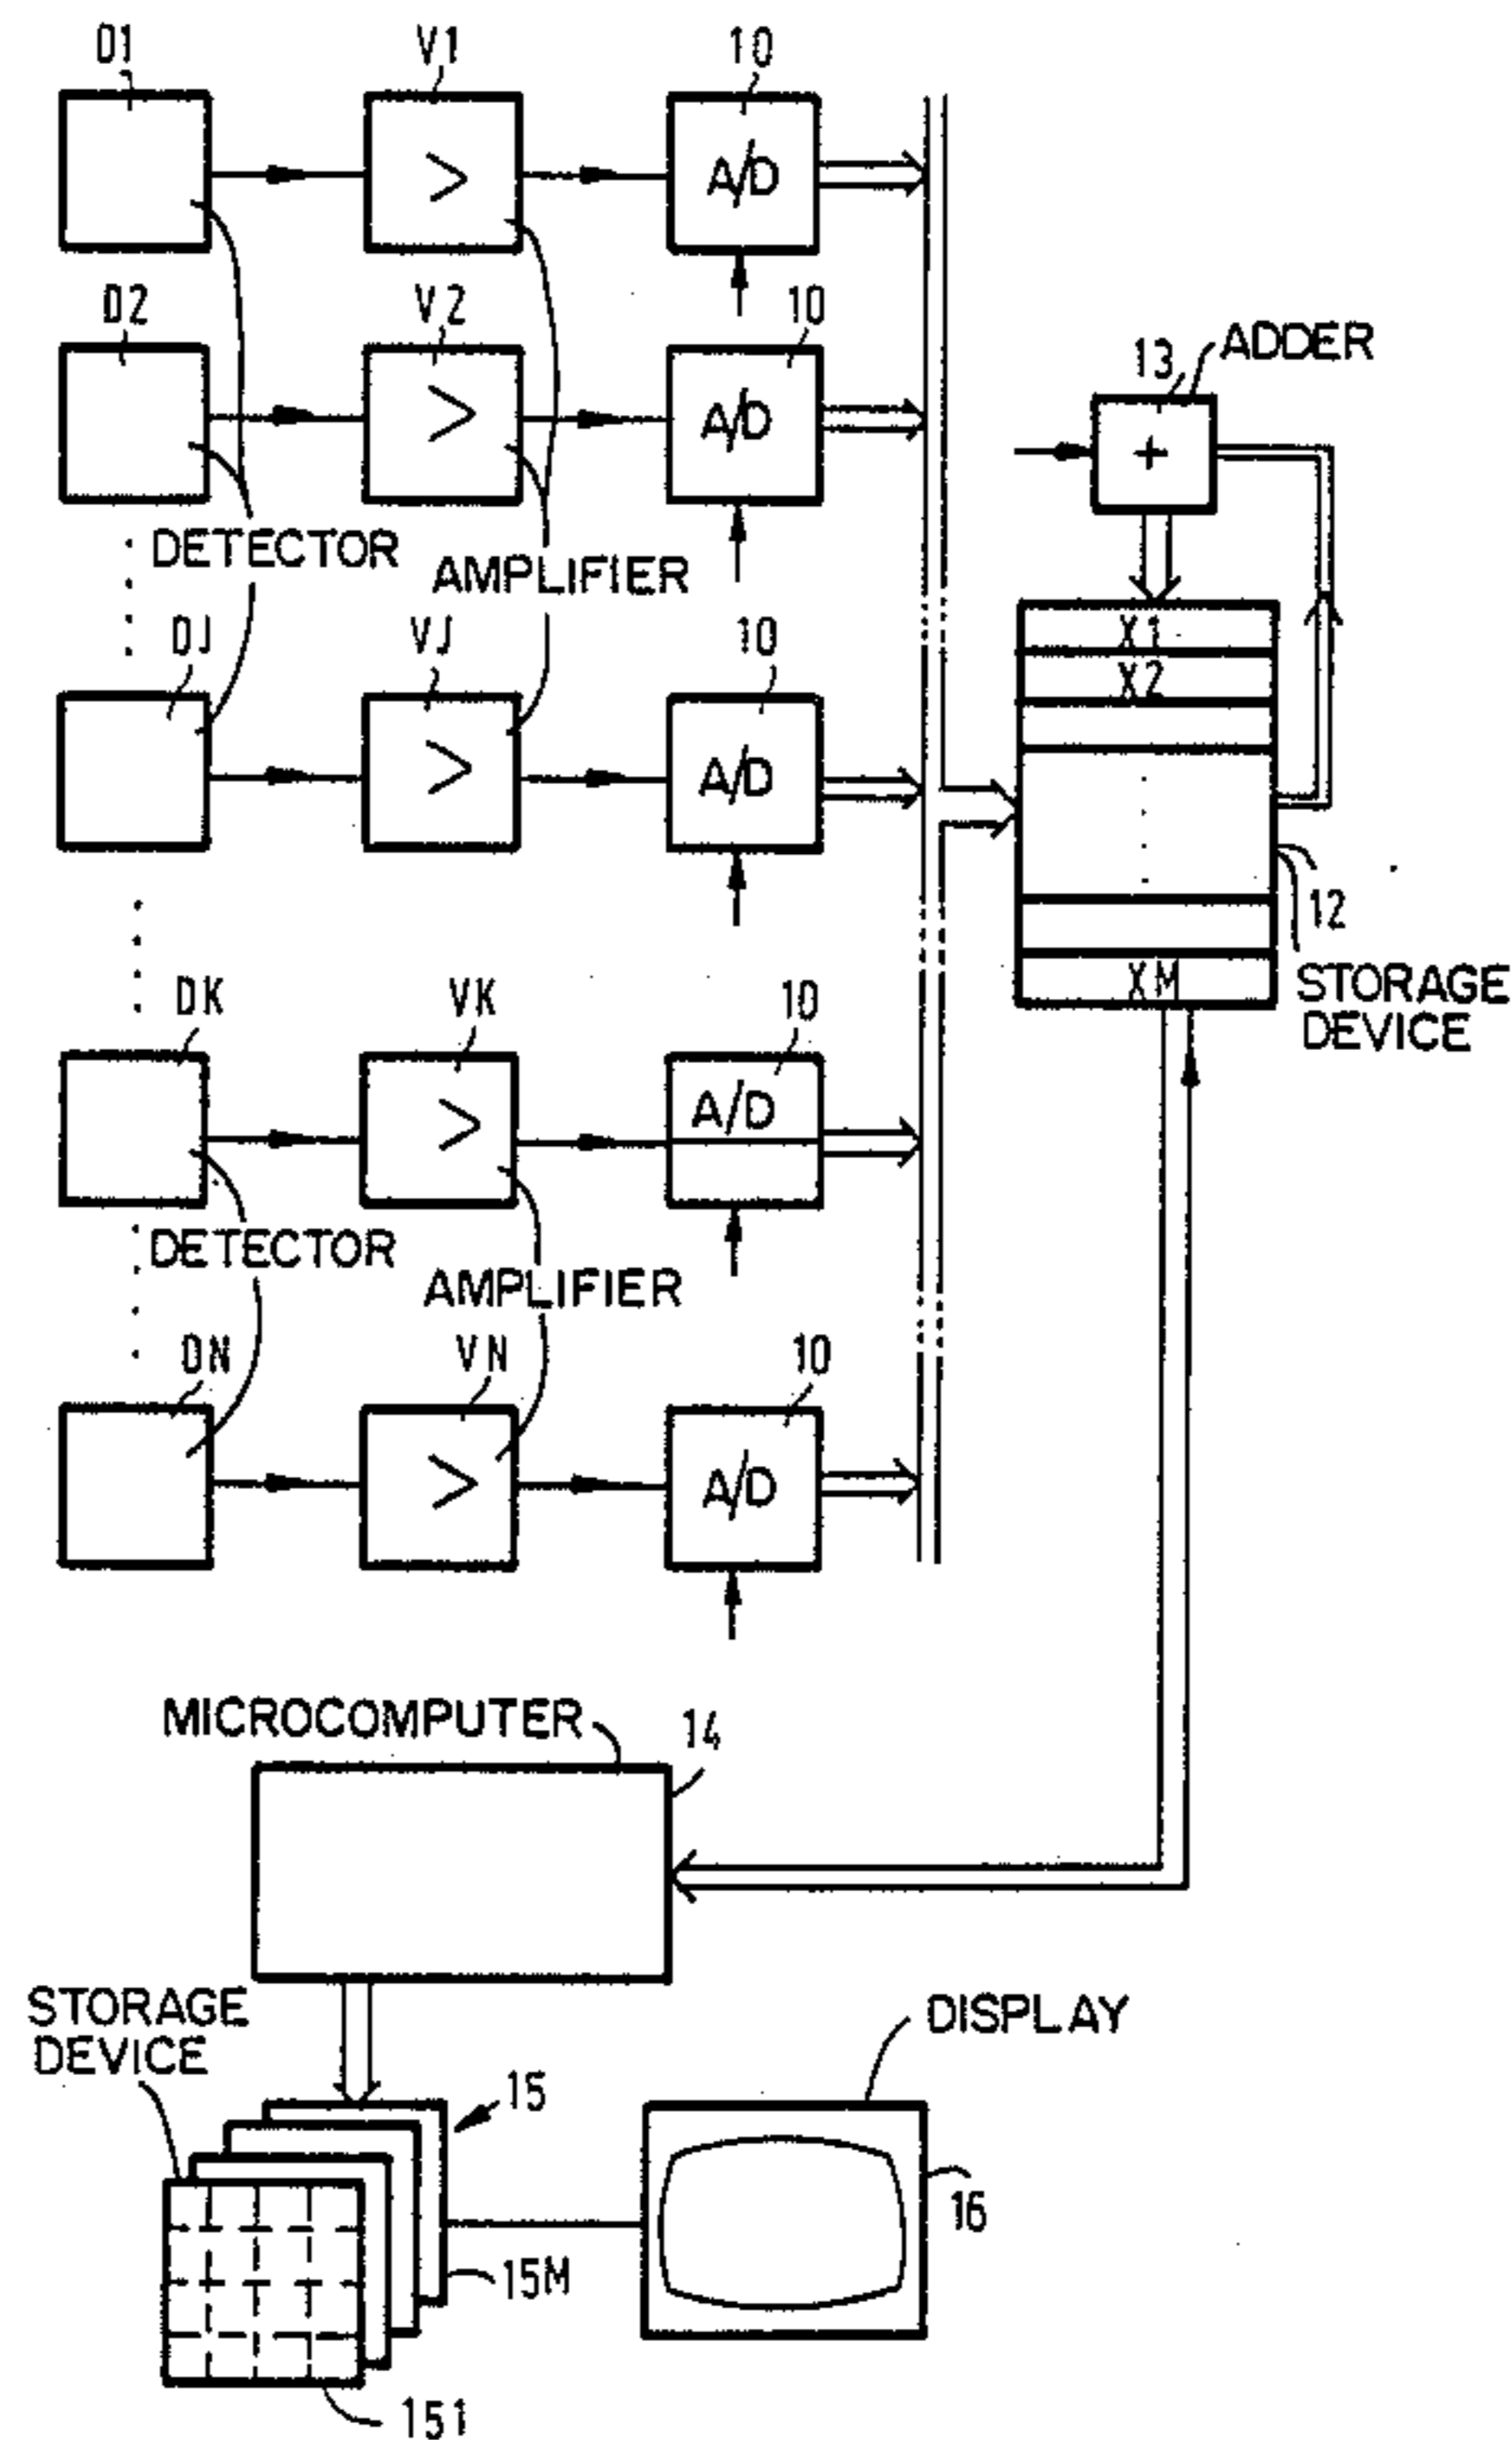 D1 V1 10
> A/D
D2 V2 10
> A/D
13 ADDER
+
DETECTOR
AMPLIFIER
DJ VJ 10
> A/D
X1
X2
12
STORAGE
DEVICE
XM
DK VK 10
> A/D
DETECTOR
AMPLIFIER
DN VN 10
> A/D
MICROCOMPUTER
14
STORAGE
DEVICE
DISPLAY
15
16
15M
151